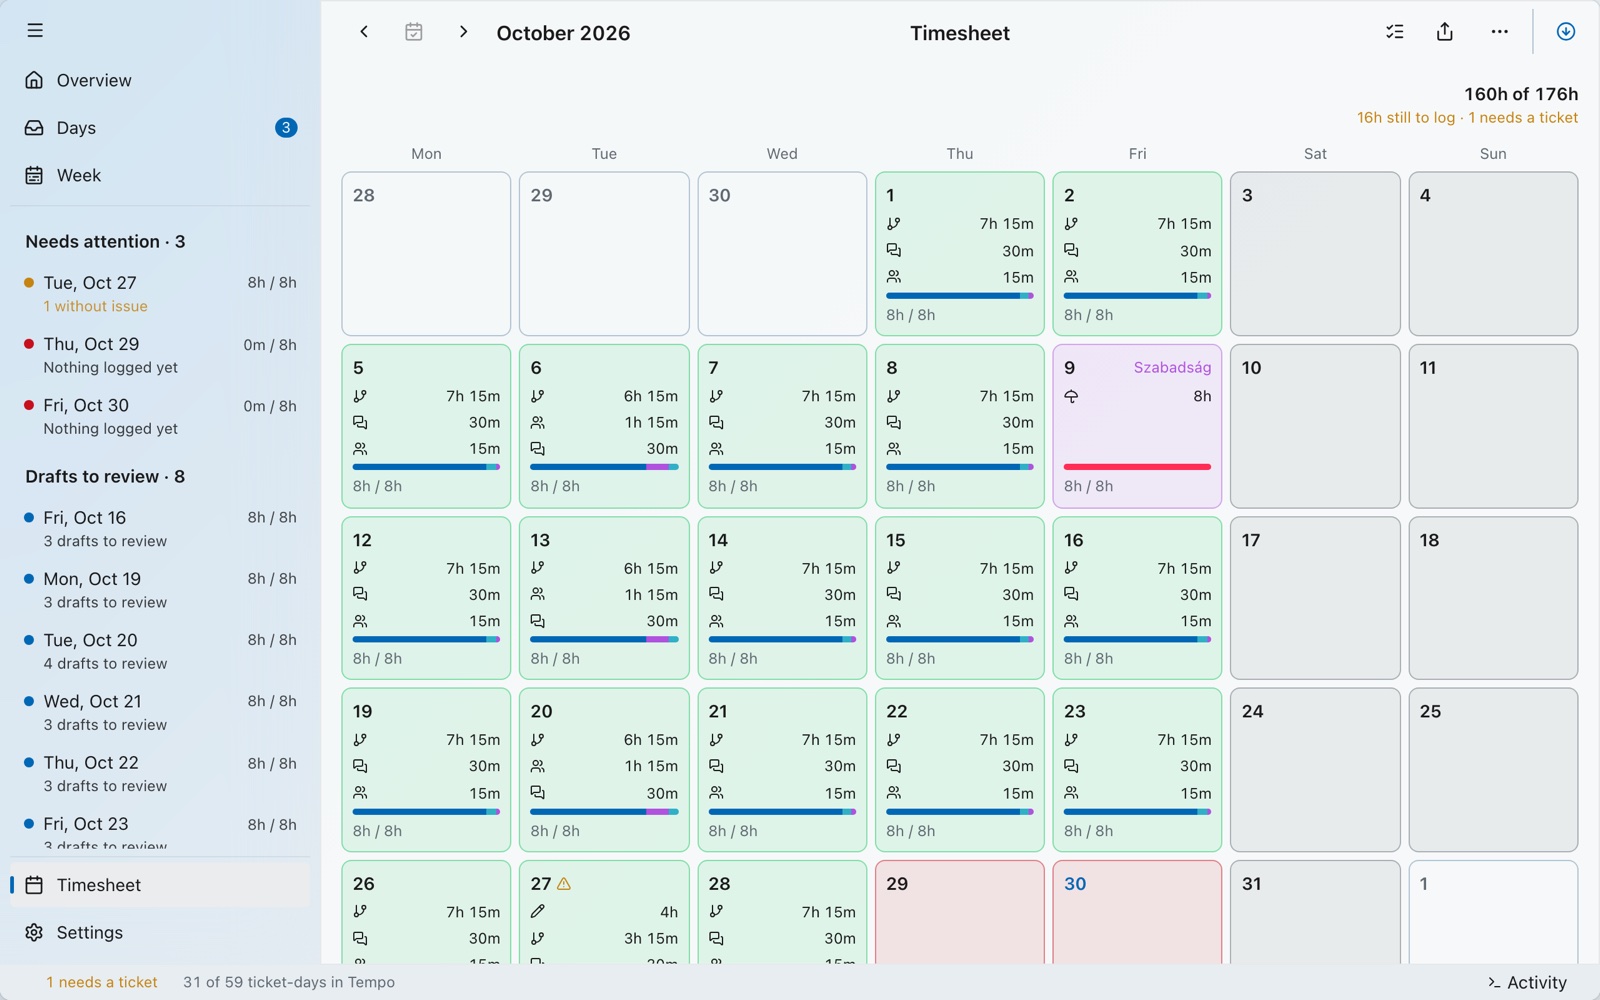 Overview
Days
3
Week
Needs attention · 3
Tue, Oct 27
8h / 8h
1 without issue
Thu, Oct 29
0m / 8h
Nothing logged yet
Fri, Oct 30
0m / 8h
Nothing logged yet
Drafts to review · 8
Fri, Oct 16
8h / 8h
3 drafts to review
Mon, Oct 19
8h / 8h
3 drafts to review
Tue, Oct 20
8h / 8h
4 drafts to review
Wed, Oct 21
8h / 8h
3 drafts to review
Thu, Oct 22
8h / 8h
3 drafts to review
Fri, Oct 23
8h / 8h
3 drafts to review
Timesheet
Settings
October 2026
Timesheet
160h of 176h
16h still to log · 1 needs a ticket
Mon
Tue
Wed
Thu
Fri
Sat
Sun
28
29
30
1
7h 15m
30m
15m
8h / 8h
2
7h 15m
30m
15m
8h / 8h
3
4
5
7h 15m
30m
15m
8h / 8h
6
6h 15m
1h 15m
30m
8h / 8h
7
7h 15m
30m
15m
8h / 8h
8
7h 15m
30m
15m
8h / 8h
9
Szabadság
8h
8h / 8h
10
11
12
7h 15m
30m
15m
8h / 8h
13
6h 15m
1h 15m
30m
8h / 8h
14
7h 15m
30m
15m
8h / 8h
15
7h 15m
30m
15m
8h / 8h
16
7h 15m
30m
15m
8h / 8h
17
18
19
7h 15m
30m
15m
8h / 8h
20
6h 15m
1h 15m
30m
8h / 8h
21
7h 15m
30m
15m
8h / 8h
22
7h 15m
30m
15m
8h / 8h
23
7h 15m
30m
15m
8h / 8h
24
25
26
7h 15m
30m
15m
27
4h
3h 15m
30m
28
7h 15m
30m
15m
29
30
31
1
1 needs a ticket
31 of 59 ticket-days in Tempo
Activity